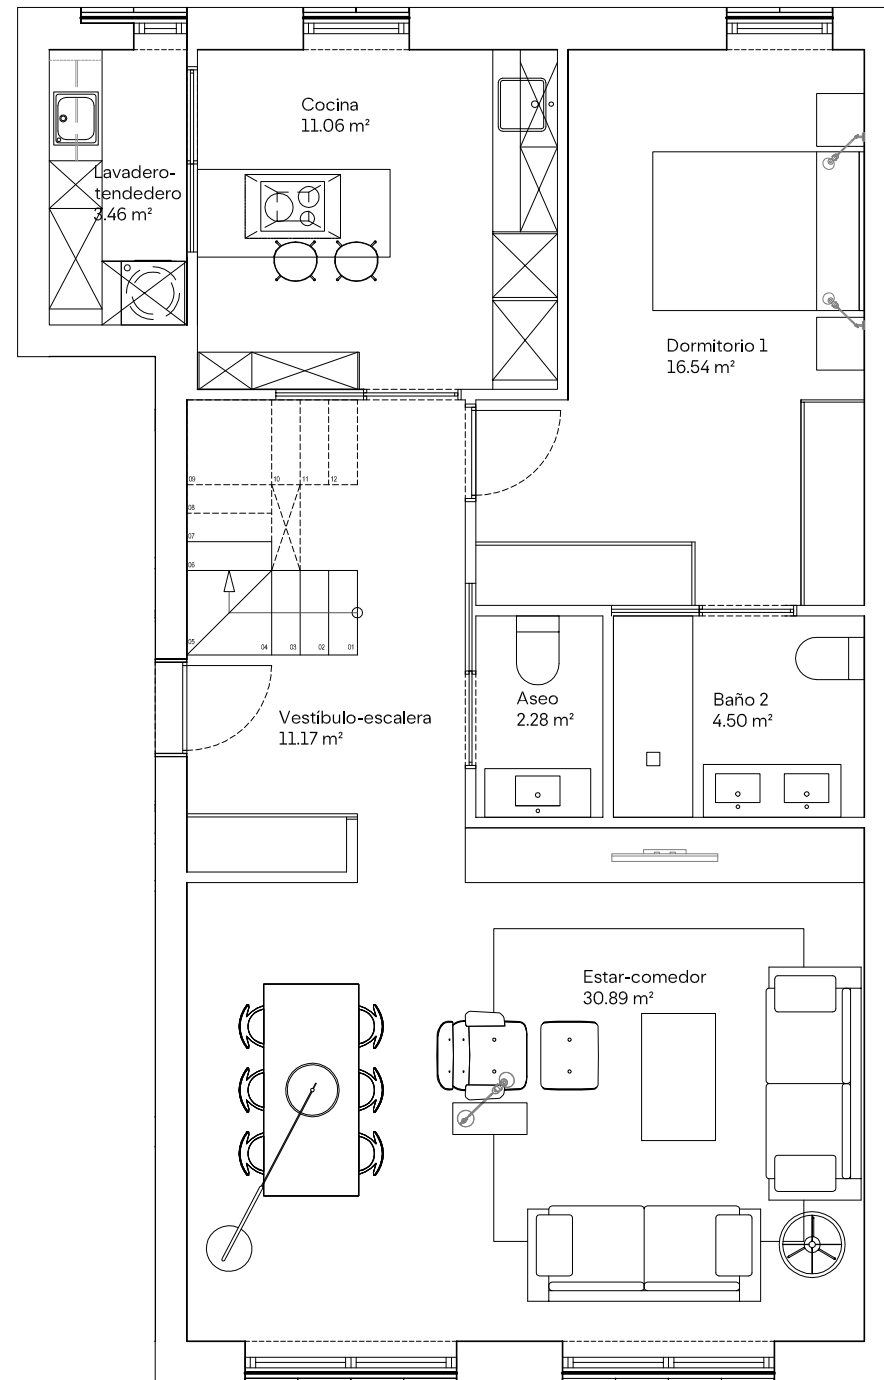 Cocina
11.06 m²
Lavadero-
tendedero
3.46 m²
Dormitorio 1
16.54 m²
09
10
11
12
08
07
06
05
04
03
02
01
Aseo
2.28 m²
Baño 2
4.50 m²
Vestíbulo-escalera
11.17 m²
Estar-comedor
30.89 m²